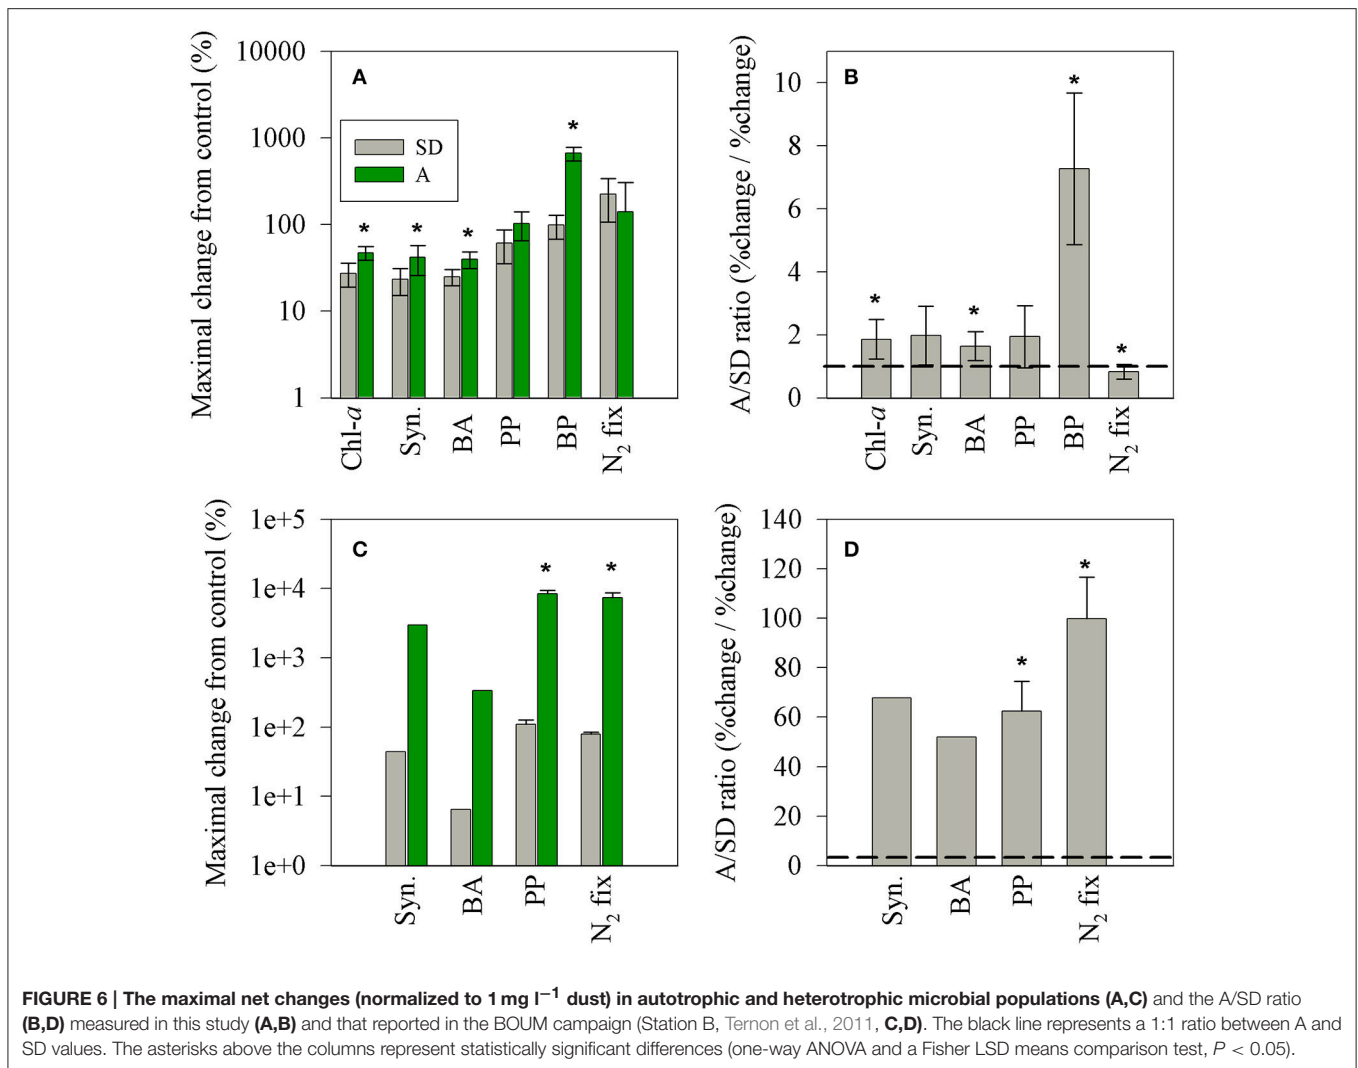 A
Maximal change from control (%)
10000
1000
100
10
1
SD
A
*
*
*
*
Chl-a
Syn.
BA
PP
BP
N₂ fix
B
A/SD ratio (%change / %change)
10
8
6
4
2
0
*
*
*
*
Chl-a
Syn.
BA
PP
BP
N₂ fix
C
Maximal change from control (%)
1e+5
1e+4
1e+3
1e+2
1e+1
1e+0
*
*
Syn.
BA
PP
N₂ fix
D
A/SD ratio (%change / %change)
140
120
100
80
60
40
20
0
*
*
Syn.
BA
PP
N₂ fix
FIGURE 6 | The maximal net changes (normalized to 1 mg l⁻¹ dust) in autotrophic and heterotrophic microbial populations (A,C) and the A/SD ratio
(B,D) measured in this study (A,B) and that reported in the BOUM campaign (Station B, Ternon et al., 2011, C,D). The black line represents a 1:1 ratio between A and
SD values. The asterisks above the columns represent statistically significant differences (one-way ANOVA and a Fisher LSD means comparison test, P < 0.05).